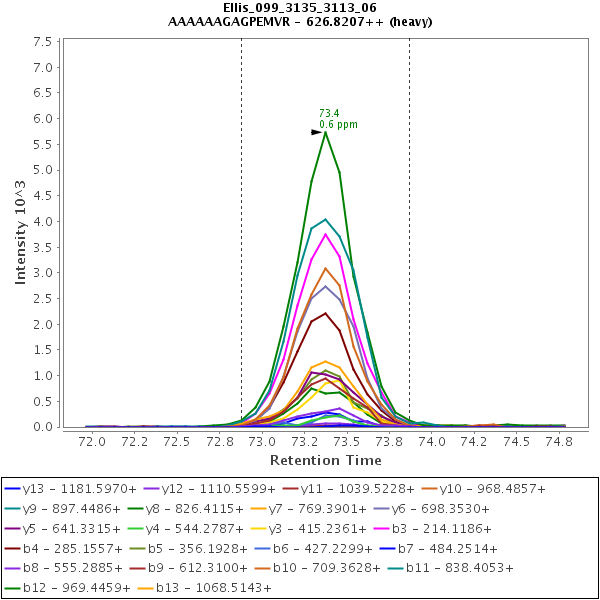 Ellis_099_3135_3113_06
AAAAAAGAGPEMVR - 626.8207++ (heavy)
7.5
7.0
6.5
6.0
5.5
5.0
4.5
4.0
3.5
3.0
2.5
2.0
1.5
1.0
0.5
0.0
Intensity 10^3
73.4
0.6 ppm
72.0 72.2 72.5 72.8 73.0 73.2 73.5 73.8 74.0 74.2 74.5 74.8
Retention Time
y13 - 1181.5970+ y12 - 1110.5599+ y11 - 1039.5228+ y10 - 968.4857+
y9 - 897.4486+ y8 - 826.4115+ y7 - 769.3901+ y6 - 698.3530+
y5 - 641.3315+ y4 - 544.2787+ y3 - 415.2361+ b3 - 214.1186+
b4 - 285.1557+ b5 - 356.1928+ b6 - 427.2299+ b7 - 484.2514+
b8 - 555.2885+ b9 - 612.3100+ b10 - 709.3628+ b11 - 838.4053+
b12 - 969.4459+ b13 - 1068.5143+